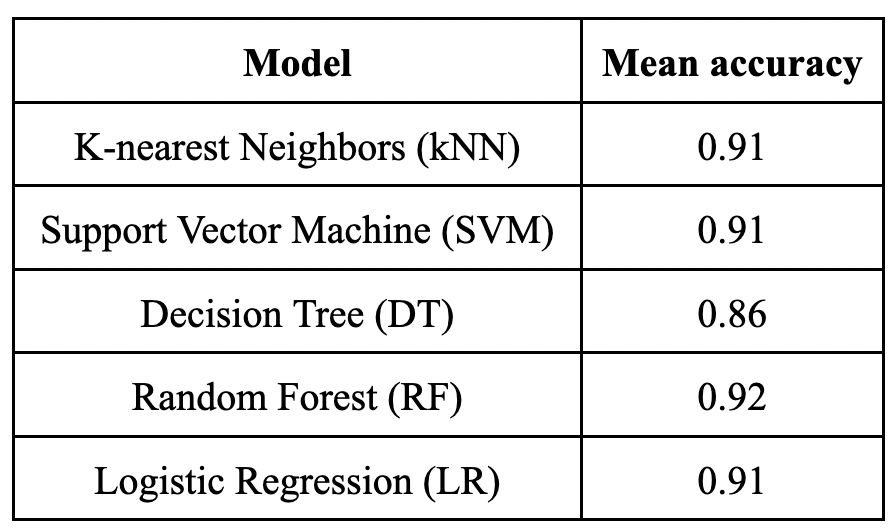 Model Mean accuracy
K-nearest Neighbors (kNN) 0.91
Support Vector Machine (SVM) 0.91
Decision Tree (DT) 0.86
Random Forest (RF) 0.92
Logistic Regression (LR) 0.91